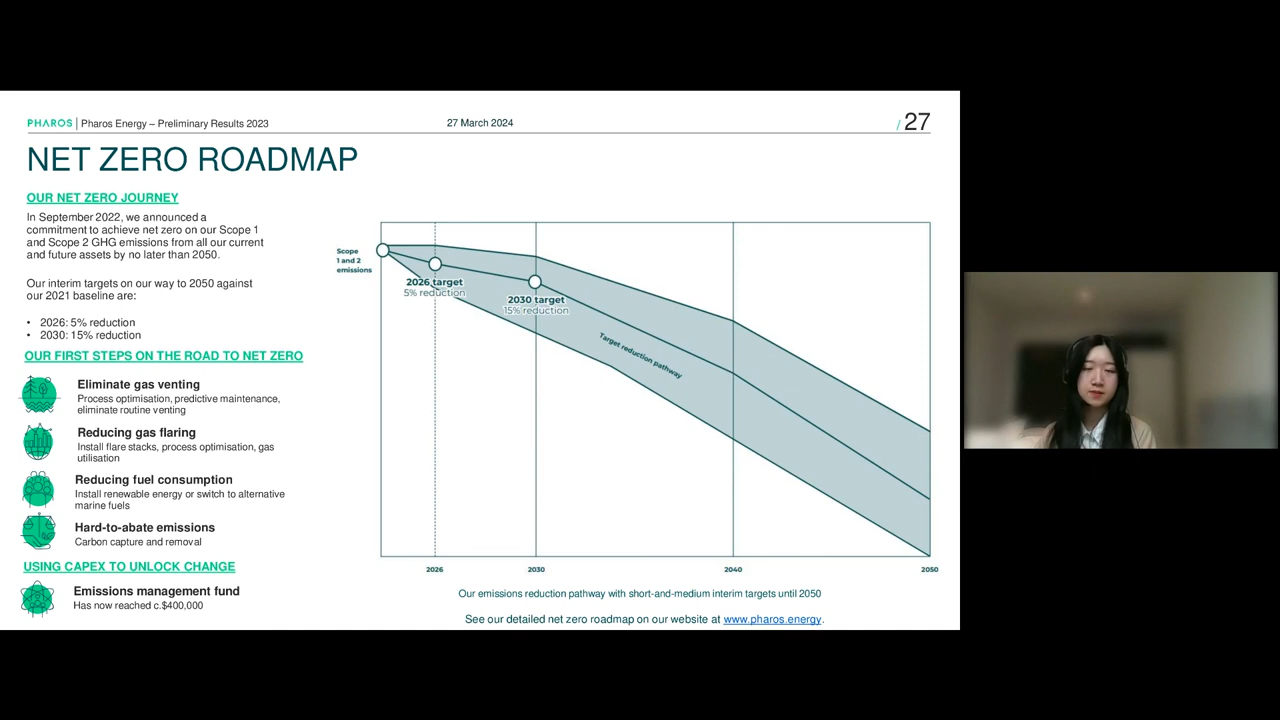 PHAROS | Pharos Energy – Preliminary Results 2023
27 March 2024
/ 27
NET ZERO ROADMAP
OUR NET ZERO JOURNEY
In September 2022, we announced a
commitment to achieve net zero on our Scope 1
and Scope 2 GHG emissions from all our current
and future assets by no later than 2050.
Our interim targets on our way to 2050 against
our 2021 baseline are:
• 2026: 5% reduction
• 2030: 15% reduction
OUR FIRST STEPS ON THE ROAD TO NET ZERO
Eliminate gas venting
Process optimisation, predictive maintenance,
eliminate routine venting
Reducing gas flaring
Install flare stacks, process optimisation, gas
utilisation
Reducing fuel consumption
Install renewable energy or switch to alternative
marine fuels
Hard-to-abate emissions
Carbon capture and removal
USING CAPEX TO UNLOCK CHANGE
Emissions management fund
Has now reached c.$400,000
Scope
1 and 2
emissions
2026 target
5% reduction
2030 target
15% reduction
Target reduction pathway
2026
2030
2040
2050
Our emissions reduction pathway with short-and-medium interim targets until 2050
See our detailed net zero roadmap on our website at www.pharos.energy.